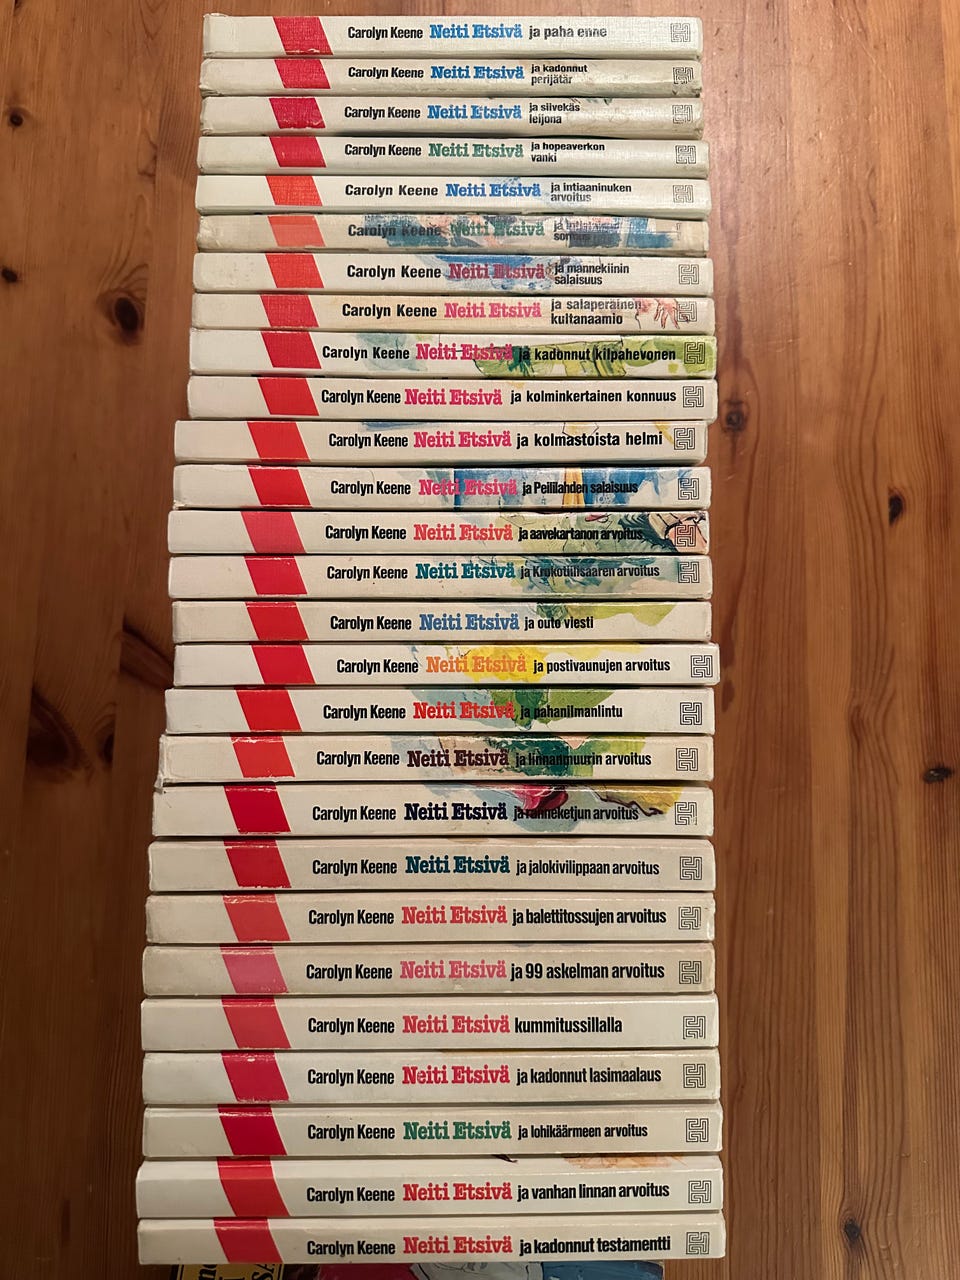 Carolyn Keene Neiti Etsivä ja paha enne
Carolyn Keene Neiti Etsivä ja kadonnut
perijätär
Carolyn Keene Neiti Etsivä ja siivekäs
leijona
Carolyn Keene Neiti Etsivä ja hopeaverkon
vanki
Carolyn Keene Neiti Etsivä ja intiaaninuken
arvoitus
Carolyn Keene Neiti Etsivä ja
Carolyn Keene Neiti Etsivä ja mannekiinin
salaisuus
Carolyn Keene Neiti Etsivä ja salaperäinen
kultanaamio
Carolyn Keene Neiti Etsivä ja kadonnut kilpahevonen
Carolyn Keene Neiti Etsivä ja kolminkertainen konnuus
Carolyn Keene Neiti Etsivä ja kolmastoista helmi
Carolyn Keene Neiti Etsivä ja Peililahden salaisuus
Carolyn Keene Neiti Etsivä ja aavekartanon arvoitus
Carolyn Keene Neiti Etsivä ja Krokotiilisaaren arvoitus
Carolyn Keene Neiti Etsivä ja outo viesti
Carolyn Keene Neiti Etsivä ja postivaunujen arvoitus
Carolyn Keene Neiti Etsivä ja pahanilmanlintu
Carolyn Keene Neiti Etsivä ja linnanmuurin arvoitus
Carolyn Keene Neiti Etsivä ja ranneketjun arvoitus
Carolyn Keene Neiti Etsivä ja jalokivilippaan arvoitus
Carolyn Keene Neiti Etsivä ja balettitossujen arvoitus
Carolyn Keene Neiti Etsivä ja 99 askelman arvoitus
Carolyn Keene Neiti Etsivä kummitussillalla
Carolyn Keene Neiti Etsivä ja kadonnut lasimaalaus
Carolyn Keene Neiti Etsivä ja lohikäärmeen arvoitus
Carolyn Keene Neiti Etsivä ja vanhan linnan arvoitus
Carolyn Keene Neiti Etsivä ja kadonnut testamentti